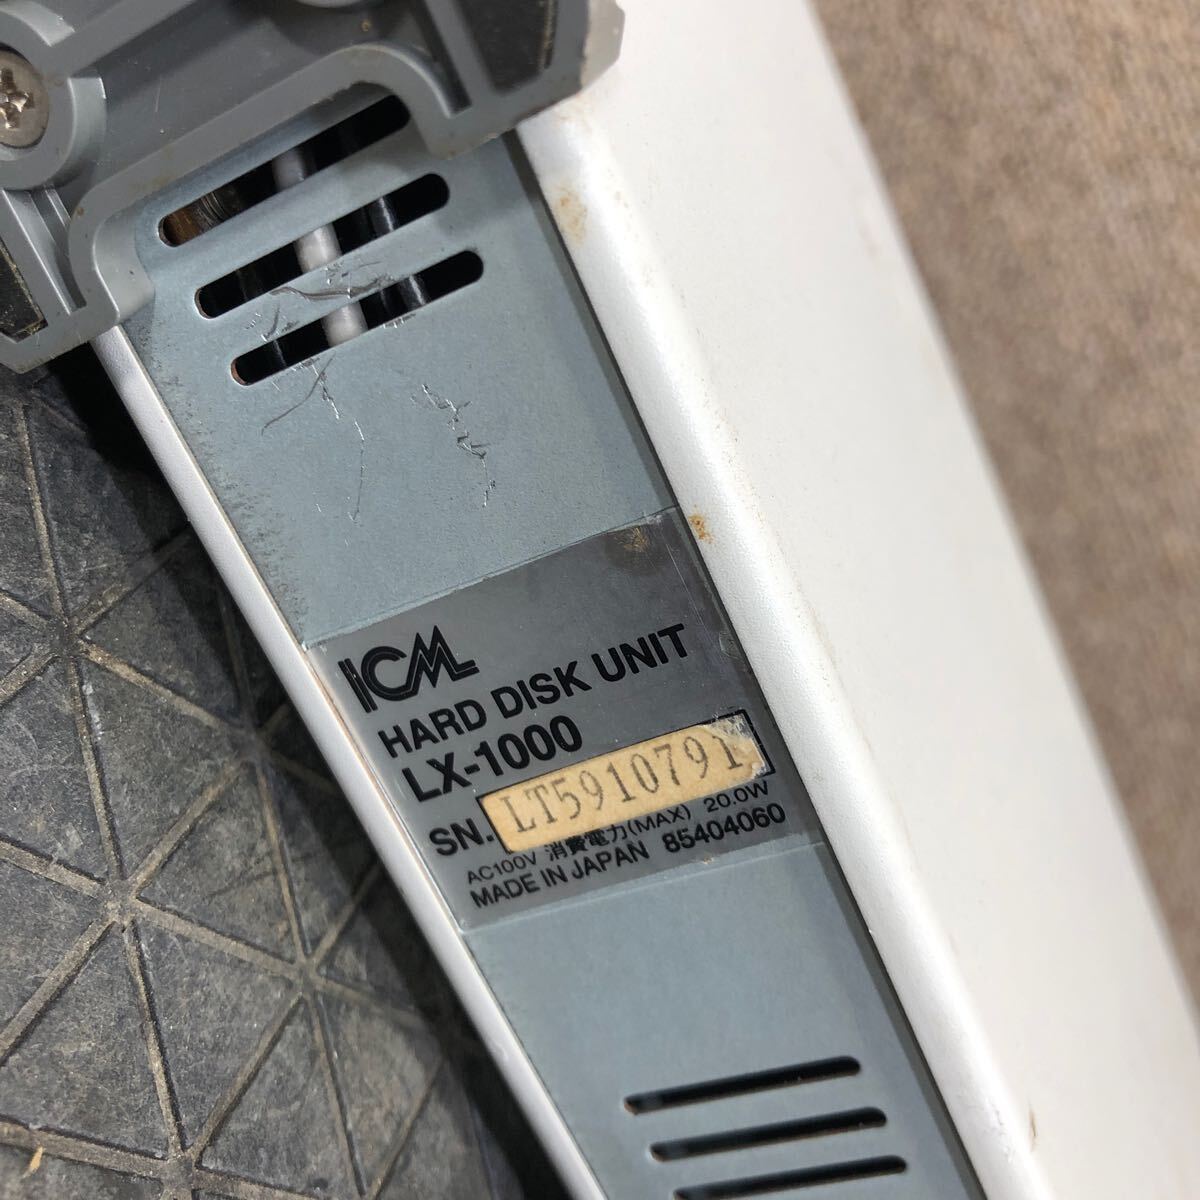 ICM
HARD DISK UNIT
LX-1000
SN. LT5910791
AC100V 消費電力(MAX) 20.0W
MADE IN JAPAN 85404060